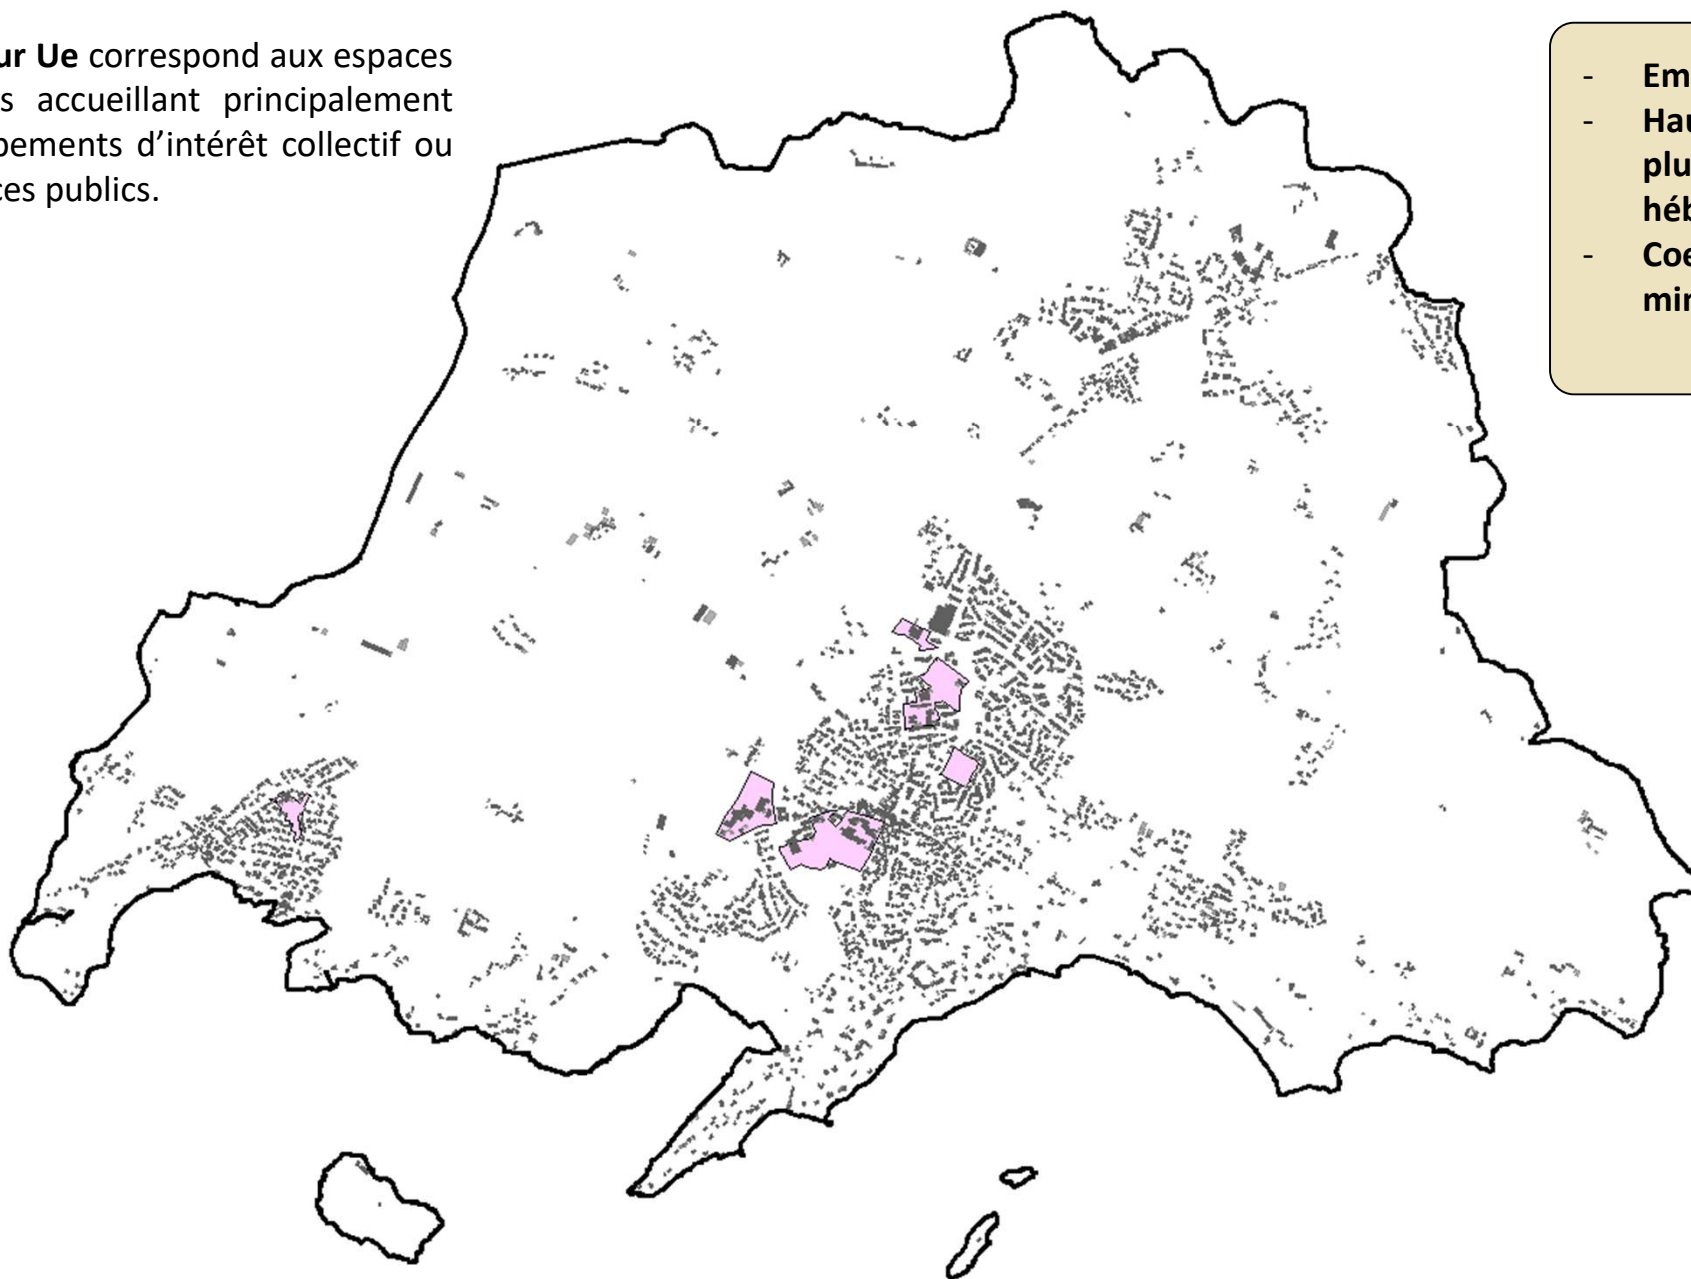 ur Ue correspond aux espaces
s accueillant principalement
pements d’intérêt collectif ou
ces publics.
- Em
- Hau
plu
héb
- Coe
min